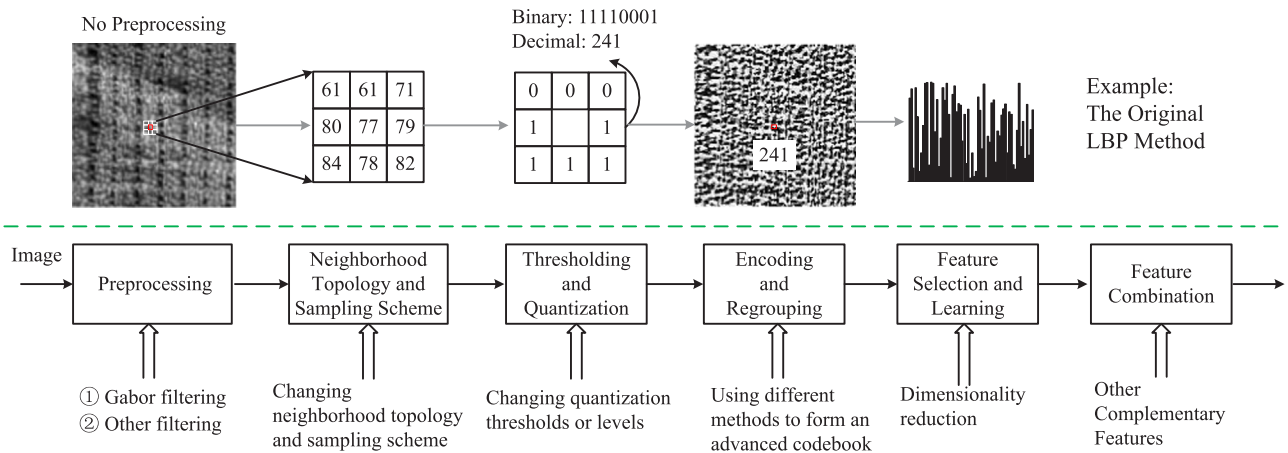 No Preprocessing
Binary: 11110001
Decimal: 241
61 61 71
80 77 79
84 78 82
0 0 0
1 1
1 1 1
241
Example:
The Original
LBP Method
Image
Preprocessing
Neighborhood
Topology and
Sampling Scheme
Thresholding
and
Quantization
Encoding
and
Regrouping
Feature
Selection and
Learning
Feature
Combination
① Gabor filtering
② Other filtering
Changing
neighborhood topology
and sampling scheme
Changing quantization
thresholds or levels
Using different
methods to form an
advanced codebook
Dimensionality
reduction
Other
Complementary
Features